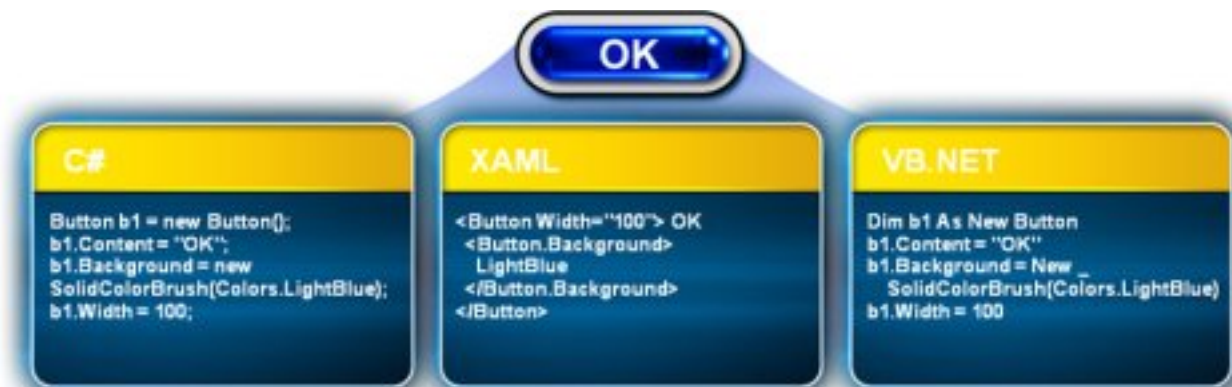 OK
C#
Button b1 = new Button();
b1.Content = "OK";
b1.Background = new
SolidColorBrush(Colors.LightBlue);
b1.Width = 100;
XAML
<Button Width="100"> OK
<Button.Background>
LightBlue
</Button.Background>
</Button>
VB.NET
Dim b1 As New Button
b1.Content = "OK"
b1.Background = New _
SolidColorBrush(Colors.LightBlue)
b1.Width = 100